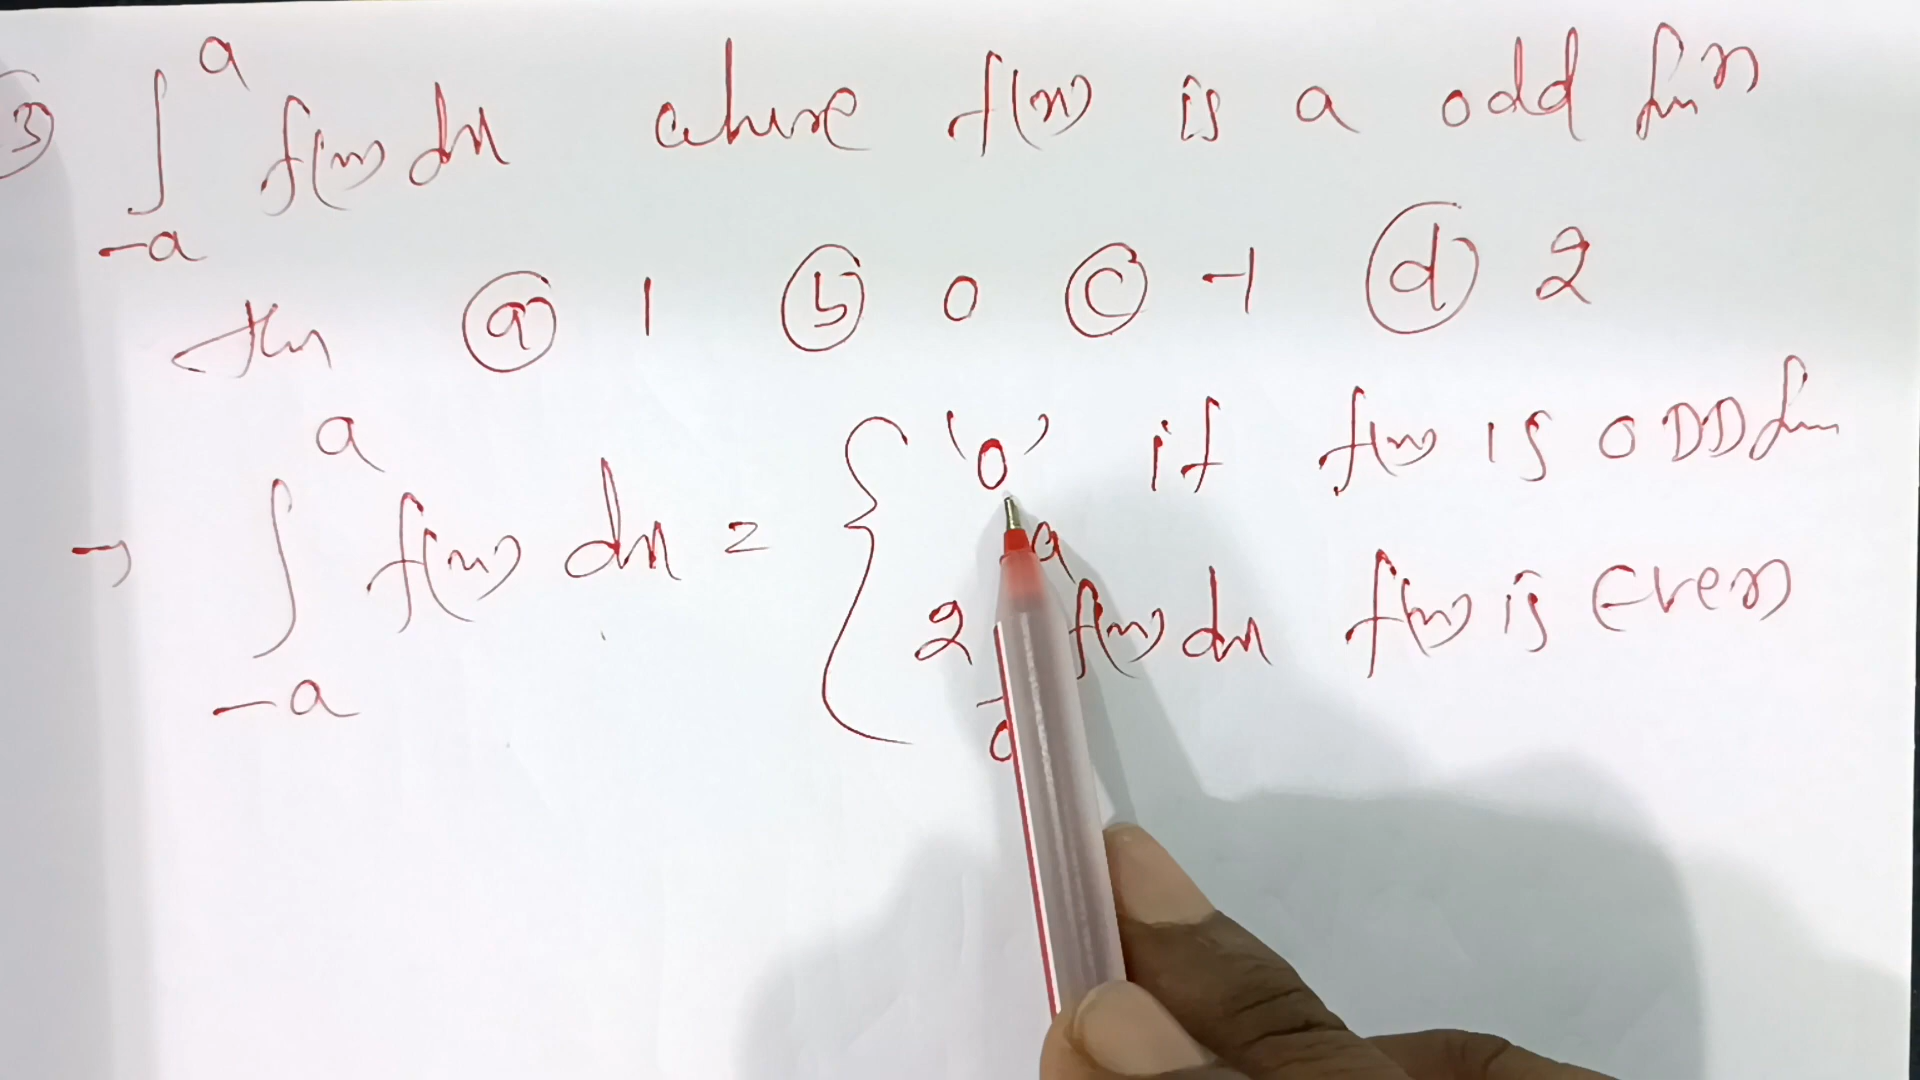 ③ ∫_{-a}^{a} f(x) dx where f(x) is a odd fun
then ⓐ 1 ⓑ 0 ⓒ -1 ⓓ 2
→ ∫_{-a}^{a} f(x) dx = { '0' if f(x) is ODD fun
2 f(x) dx f(x) is Even